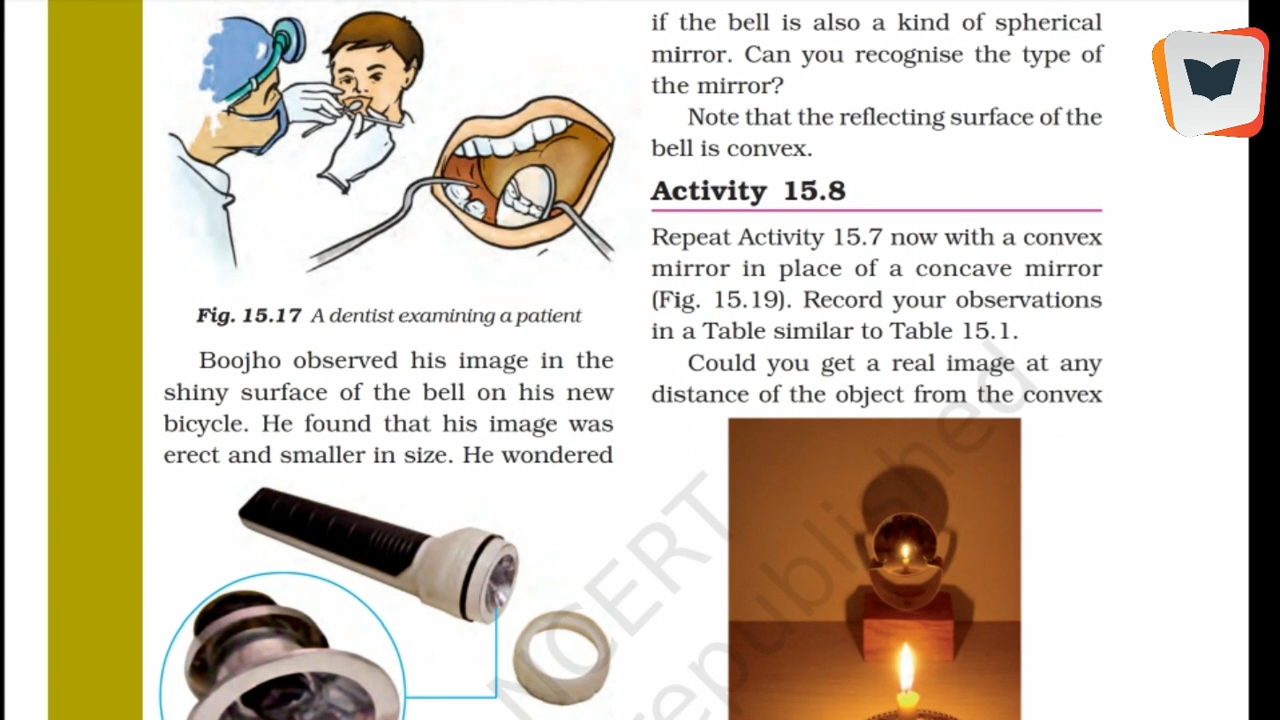 Fig. 15.17 A dentist examining a patient
Boojho observed his image in the
shiny surface of the bell on his new
bicycle. He found that his image was
erect and smaller in size. He wondered
if the bell is also a kind of spherical
mirror. Can you recognise the type of
the mirror?
Note that the reflecting surface of the
bell is convex.
Activity 15.8
Repeat Activity 15.7 now with a convex
mirror in place of a concave mirror
(Fig. 15.19). Record your observations
in a Table similar to Table 15.1.
Could you get a real image at any
distance of the object from the convex
NCERT
republished